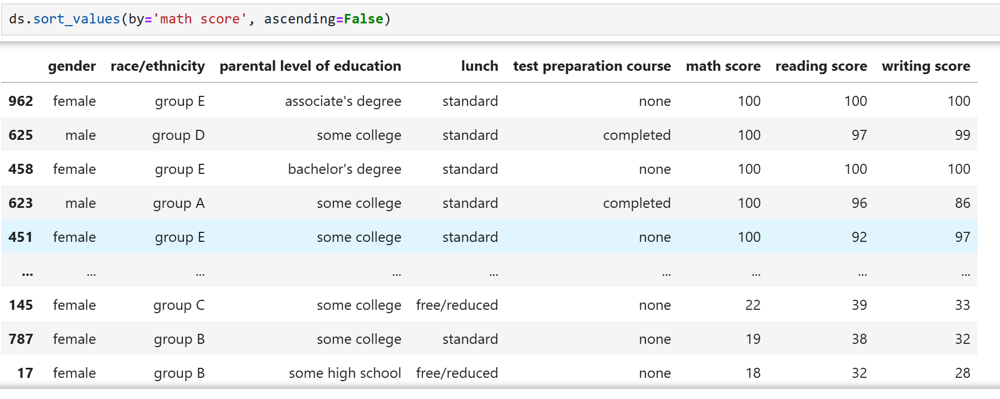 ds.sort_values(by='math score', ascending=False)
gender race/ethnicity parental level of education lunch test preparation course math score reading score writing score
962 female group E associate's degree standard none 100 100 100
625 male group D some college standard completed 100 97 99
458 female group E bachelor's degree standard none 100 100 100
623 male group A some college standard completed 100 96 86
451 female group E some college standard none 100 92 97
... ... ... ... ... ... ... ... ...
145 female group C some college free/reduced none 22 39 33
787 female group B some college standard none 19 38 32
17 female group B some high school free/reduced none 18 32 28